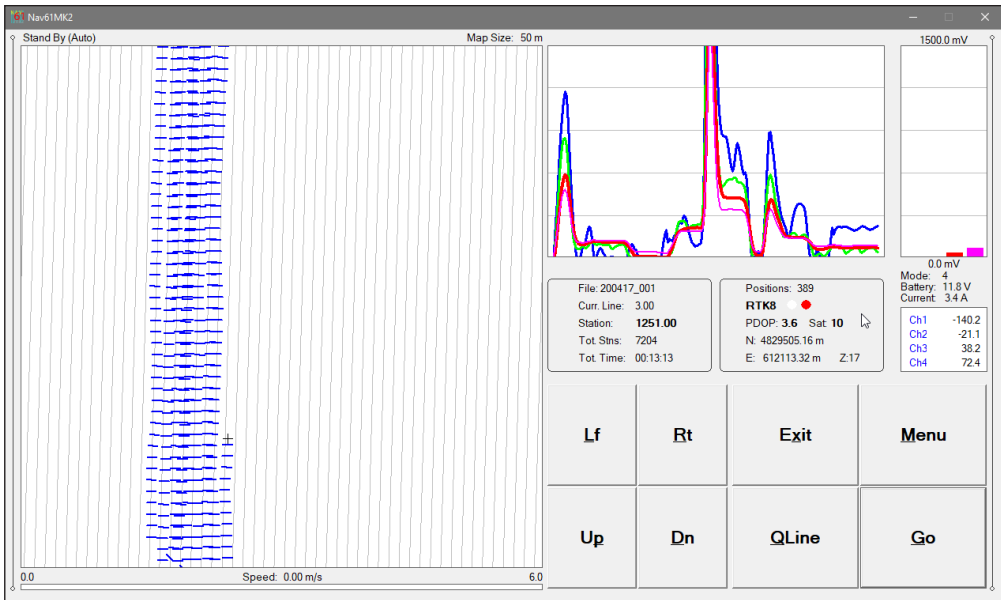 Nav61MK2
Stand By (Auto)
Map Size: 50 m
1500.0 mV
0.0 mV
Mode: 4
Battery: 11.8 V
Current: 3.4 A
File: 200417_001
Curr. Line: 3.00
Station: 1251.00
Tot. Stns: 7204
Tot. Time: 00:13:13
Positions: 389
RTK8
PDOP: 3.6 Sat: 10
N: 4829505.16 m
E: 612113.32 m Z:17
Ch1 -140.2
Ch2 -21.1
Ch3 38.2
Ch4 72.4
Lf
Rt
Exit
Menu
Up
Dn
QLine
Go
0.0
Speed: 0.00 m/s
6.0